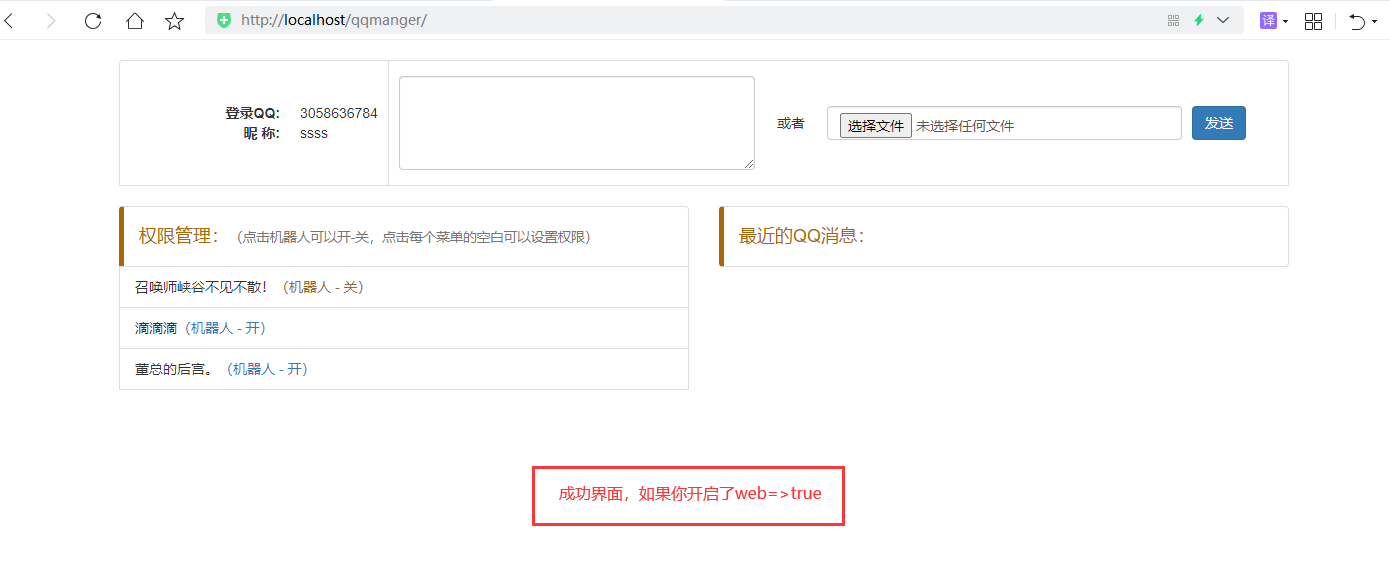 http://localhost/qqmanger/
译
登录QQ: 3058636784
昵 称: ssss
或者
选择文件 未选择任何文件
发送
权限管理：（点击机器人可以开-关，点击每个菜单的空白可以设置权限）
召唤师峡谷不见不散！（机器人 - 关）
滴滴滴（机器人 - 开）
董总的后宫。（机器人 - 开）
最近的QQ消息：
成功界面，如果你开启了web=>true